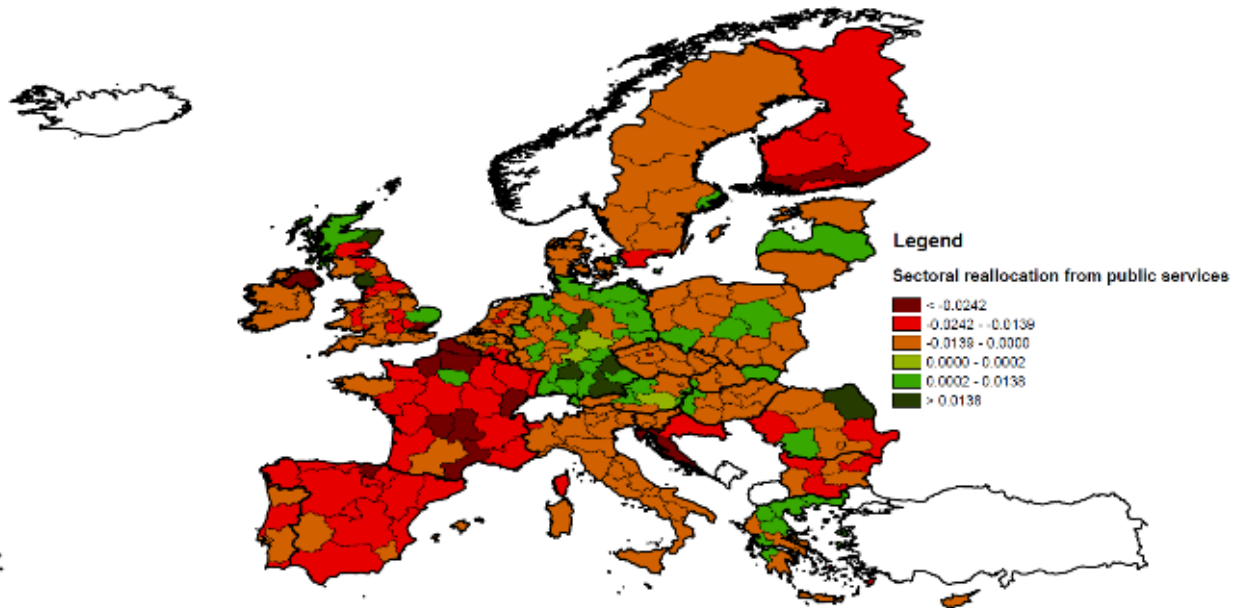 Legend
Sectoral reallocation from public services
< -0.0242
-0.0242 - -0.0139
-0.0139 - 0.0000
0.0000 - 0.0002
0.0002 - 0.0138
> 0.0138